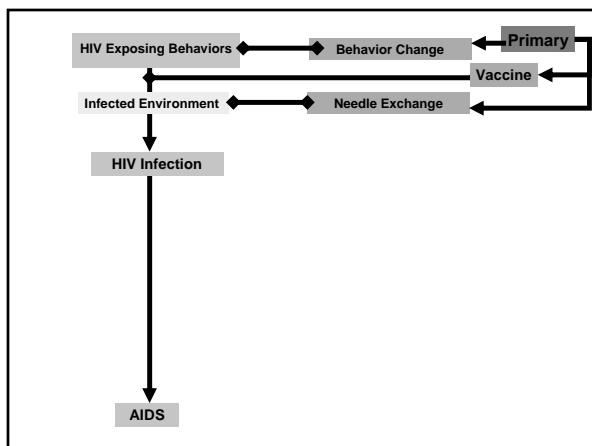 Primary
HIV Exposing Behaviors
Behavior Change
Vaccine
Infected Environment
Needle Exchange
HIV Infection
AIDS